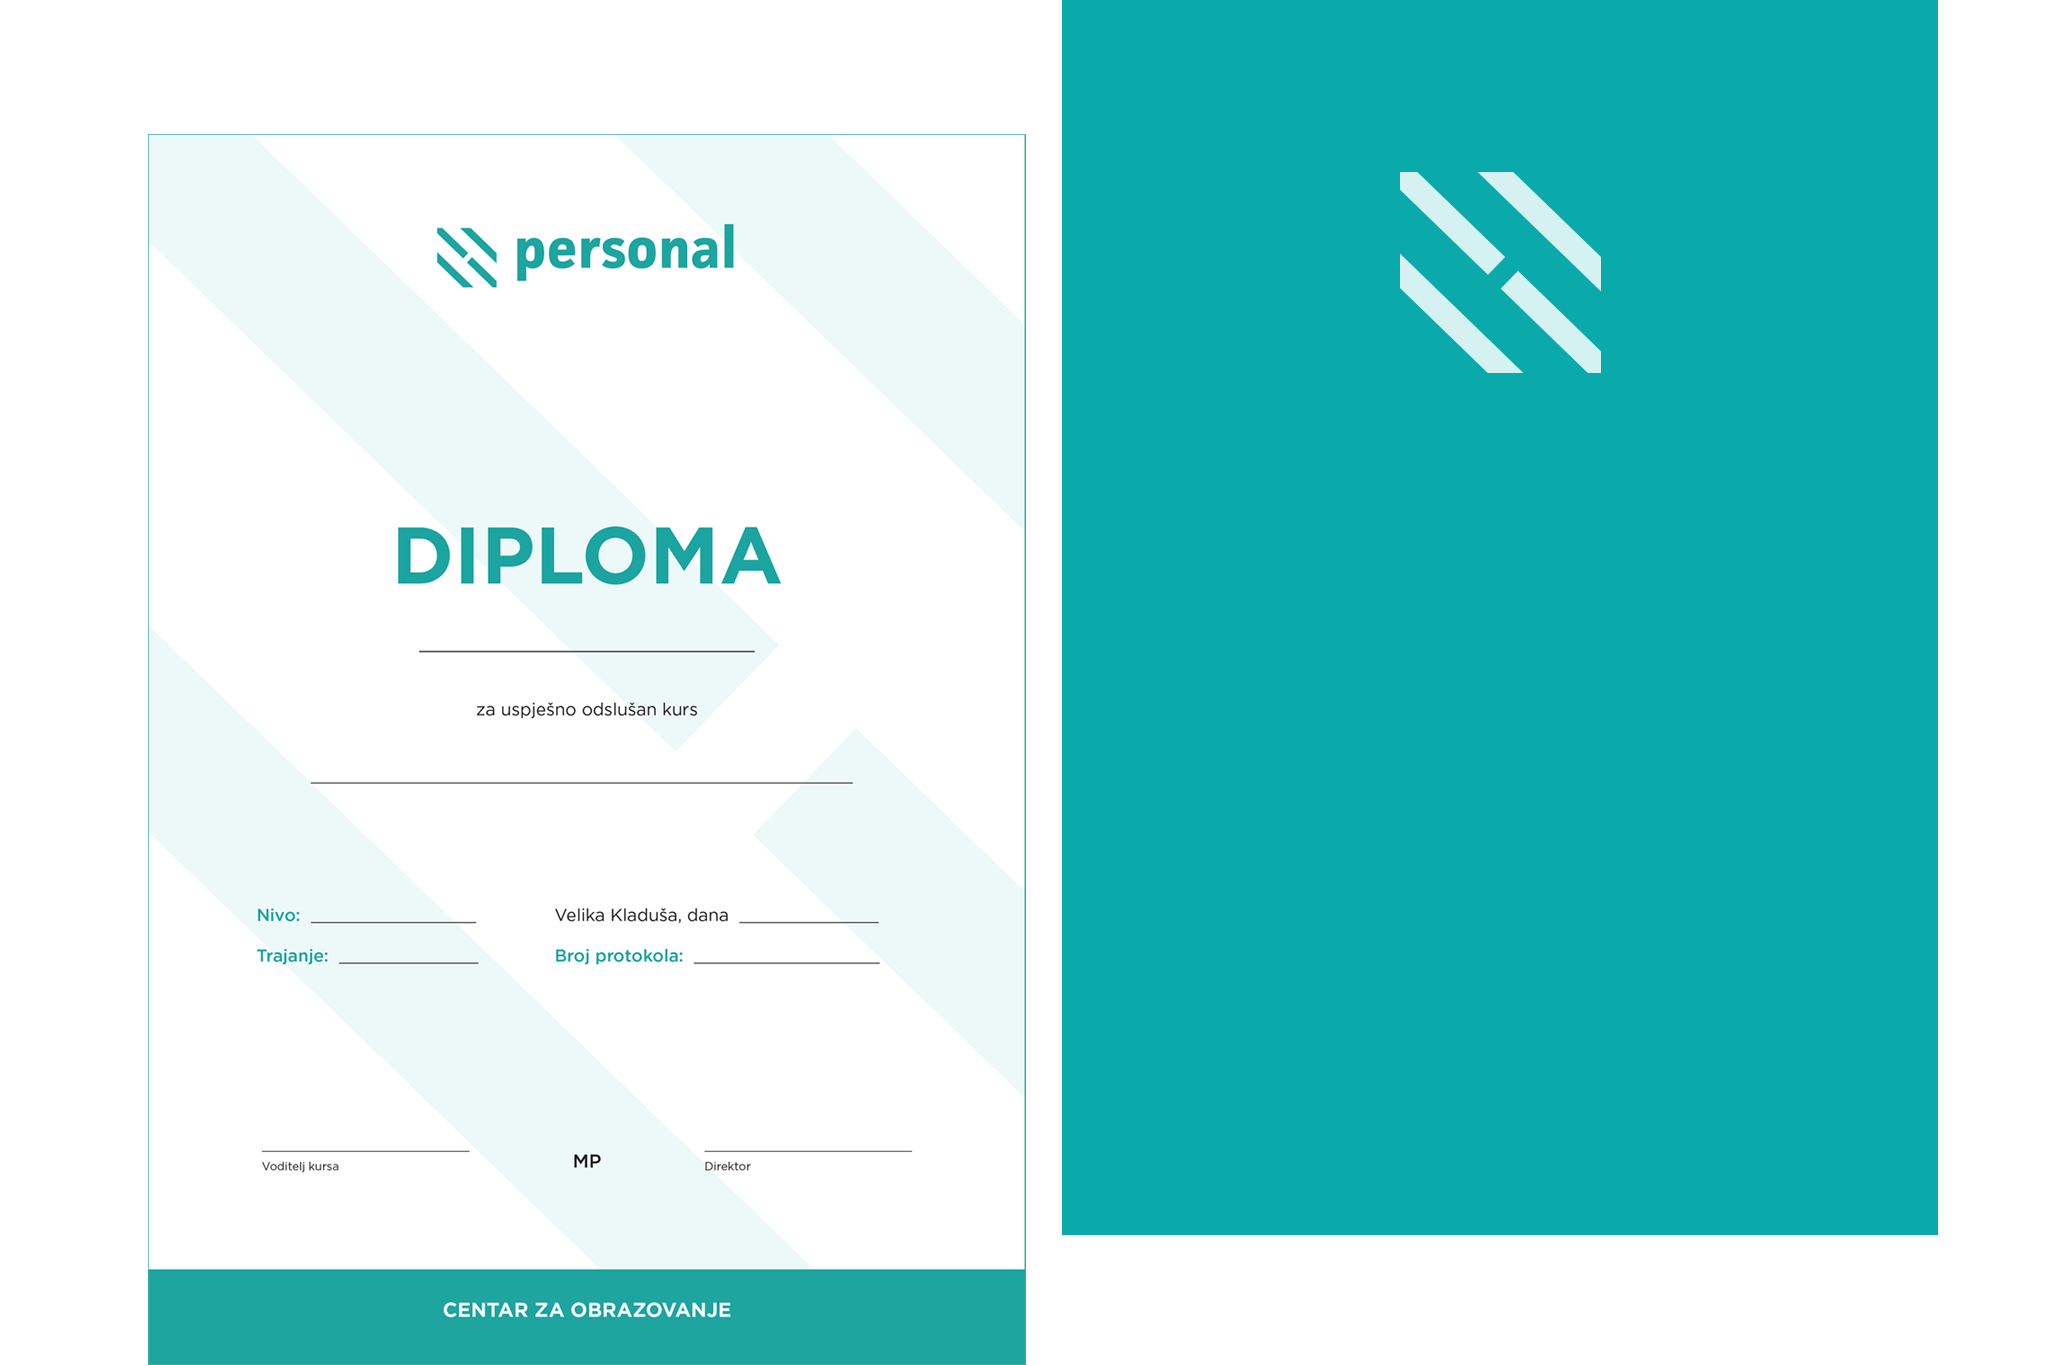 personal
DIPLOMA
za uspješno odslušan kurs
Nivo:
Velika Kladuša, dana
Trajanje:
Broj protokola:
Voditelj kursa
MP
Direktor
CENTAR ZA OBRAZOVANJE